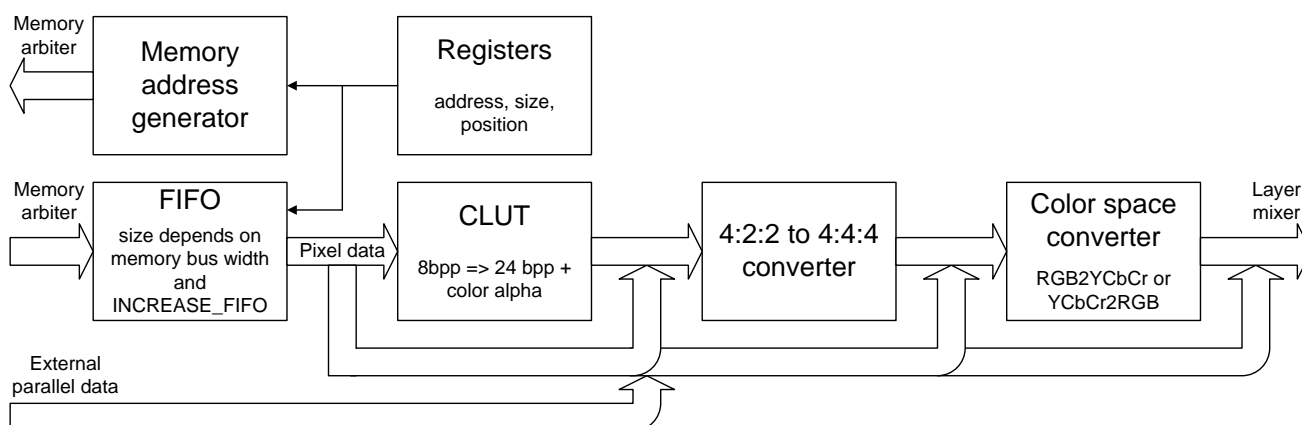 Memory
arbiter
Memory
address
generator
Registers
address, size,
position
Memory
arbiter
FIFO
size depends on
memory bus width
and
INCREASE_FIFO
Pixel data
CLUT
8bpp => 24 bpp +
color alpha
4:2:2 to 4:4:4
converter
Color space
converter
RGB2YCbCr or
YCbCr2RGB
Layer
mixer
External
parallel data